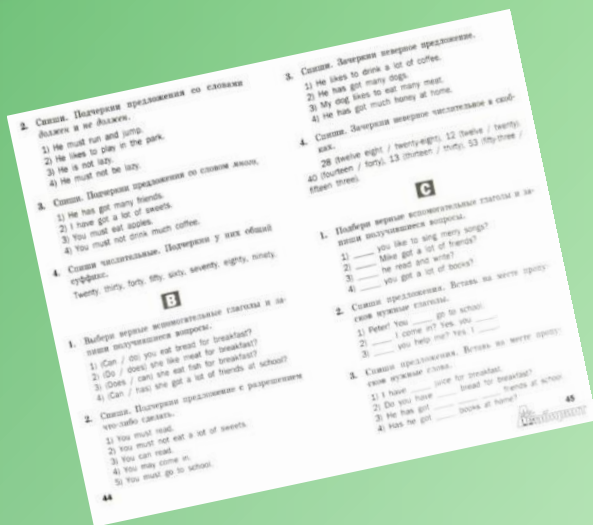 2. Спиши. Подчеркни предложения со словами
должен и не должен.
1) He must run and jump.
2) He likes to play in the park.
3) He is not lazy.
4) He must not be lazy.
3. Спиши. Подчеркни предложения со словом много.
1) He has got many friends.
2) I have got a lot of sweets.
3) You must eat apples.
4) You must not drink much coffee.
4. Спиши числительные. Подчеркни у них общий
суффикс.
Twenty, thirty, forty, fifty, sixty, seventy, eighty, ninety.
B
1. Выбери верные вспомогательные глаголы и за-
пиши получившиеся вопросы.
1) (Can / do) you eat bread for breakfast?
2) (Do / does) she like meat for breakfast?
3) (Does / can) she eat fish for breakfast?
4) (Can / has) she got a lot of friends at school?
2. Спиши. Подчеркни предложение с разрешением
что-либо сделать.
1) You must read.
2) You must not eat a lot of sweets.
3) You can read.
4) You may come in.
5) You must go to school.
44
3. Спиши. Зачеркни неверное предложение.
1) He likes to drink a lot of coffee.
2) He has got many dogs.
3) My dog likes to eat many meat.
4) He has got much honey at home.
4. Спиши. Зачеркни неверное числительное в скоб-
ках.
28 (twelve eight / twenty-eight), 12 (twelve / twenty)
40 (fourteen / forty), 13 (thirteen / thirty), 53 (fifty-three /
fifteen three).
C
1. Подбери верные вспомогательные глаголы и за-
пиши получившиеся вопросы.
1) ____ you like to sing merry songs?
2) ____ Mike got a lot of friends?
3) ____ he read and write?
4) ____ you got a lot of books?
2. Спиши предложения. Вставь на месте пропу-
сков нужные глаголы.
1) Peter! You ____ go to school.
2) ____ I come in? Yes, you ____
3) ____ you help me? Yes, I ____
3. Спиши предложения. Вставь на месте пропу-
сков нужные слова.
1) I have ____ juice for breakfast.
2) Do you have ____ bread for breakfast?
3) He has got ____ ____ ____ friends at school.
4) Has he got ____ books at home?
45